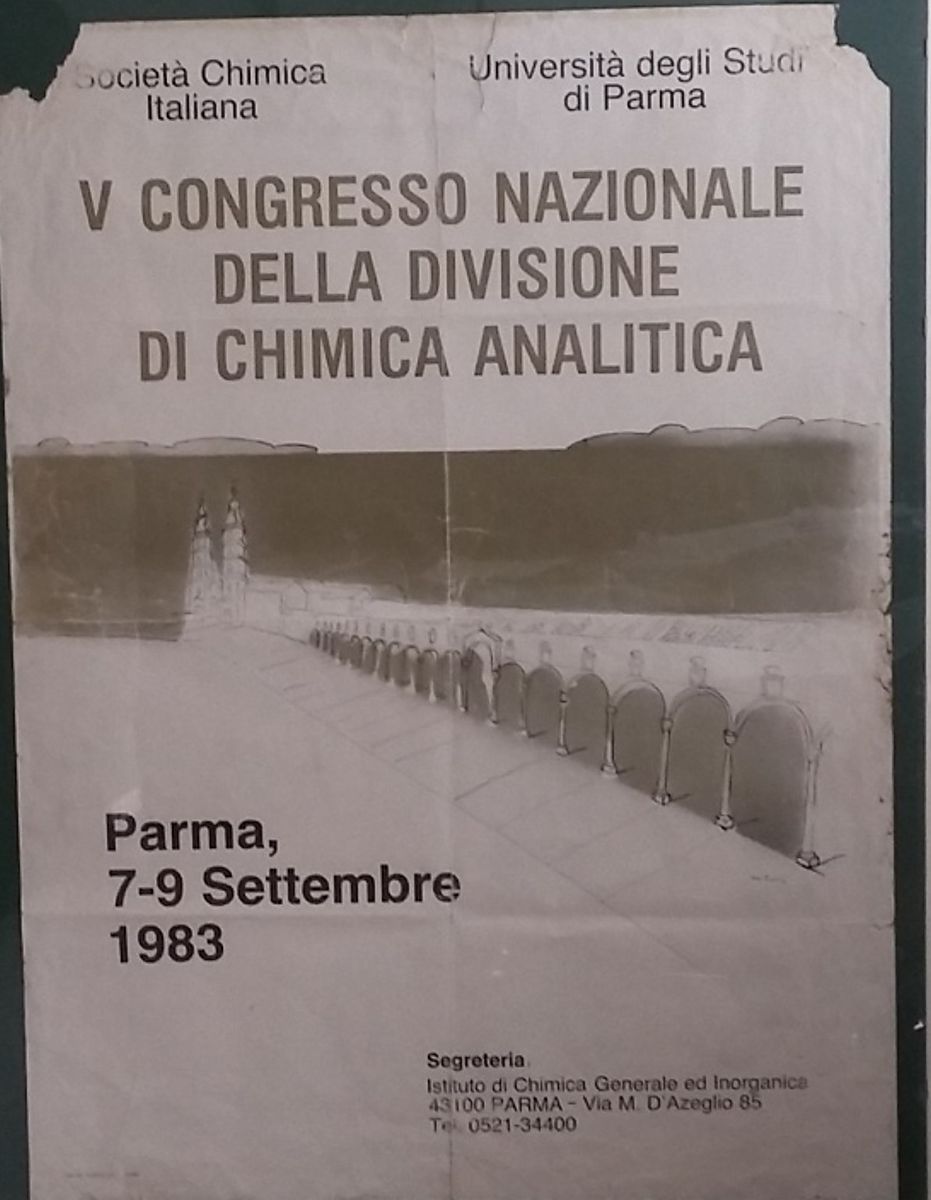 Società Chimica
Italiana
Università degli Studi
di Parma
V CONGRESSO NAZIONALE
DELLA DIVISIONE
DI CHIMICA ANALITICA
Parma,
7-9 Settembre
1983
Segreteria
Istituto di Chimica Generale ed Inorganica
43100 PARMA - Via M. D'Azeglio 85
Tel. 0521-34400